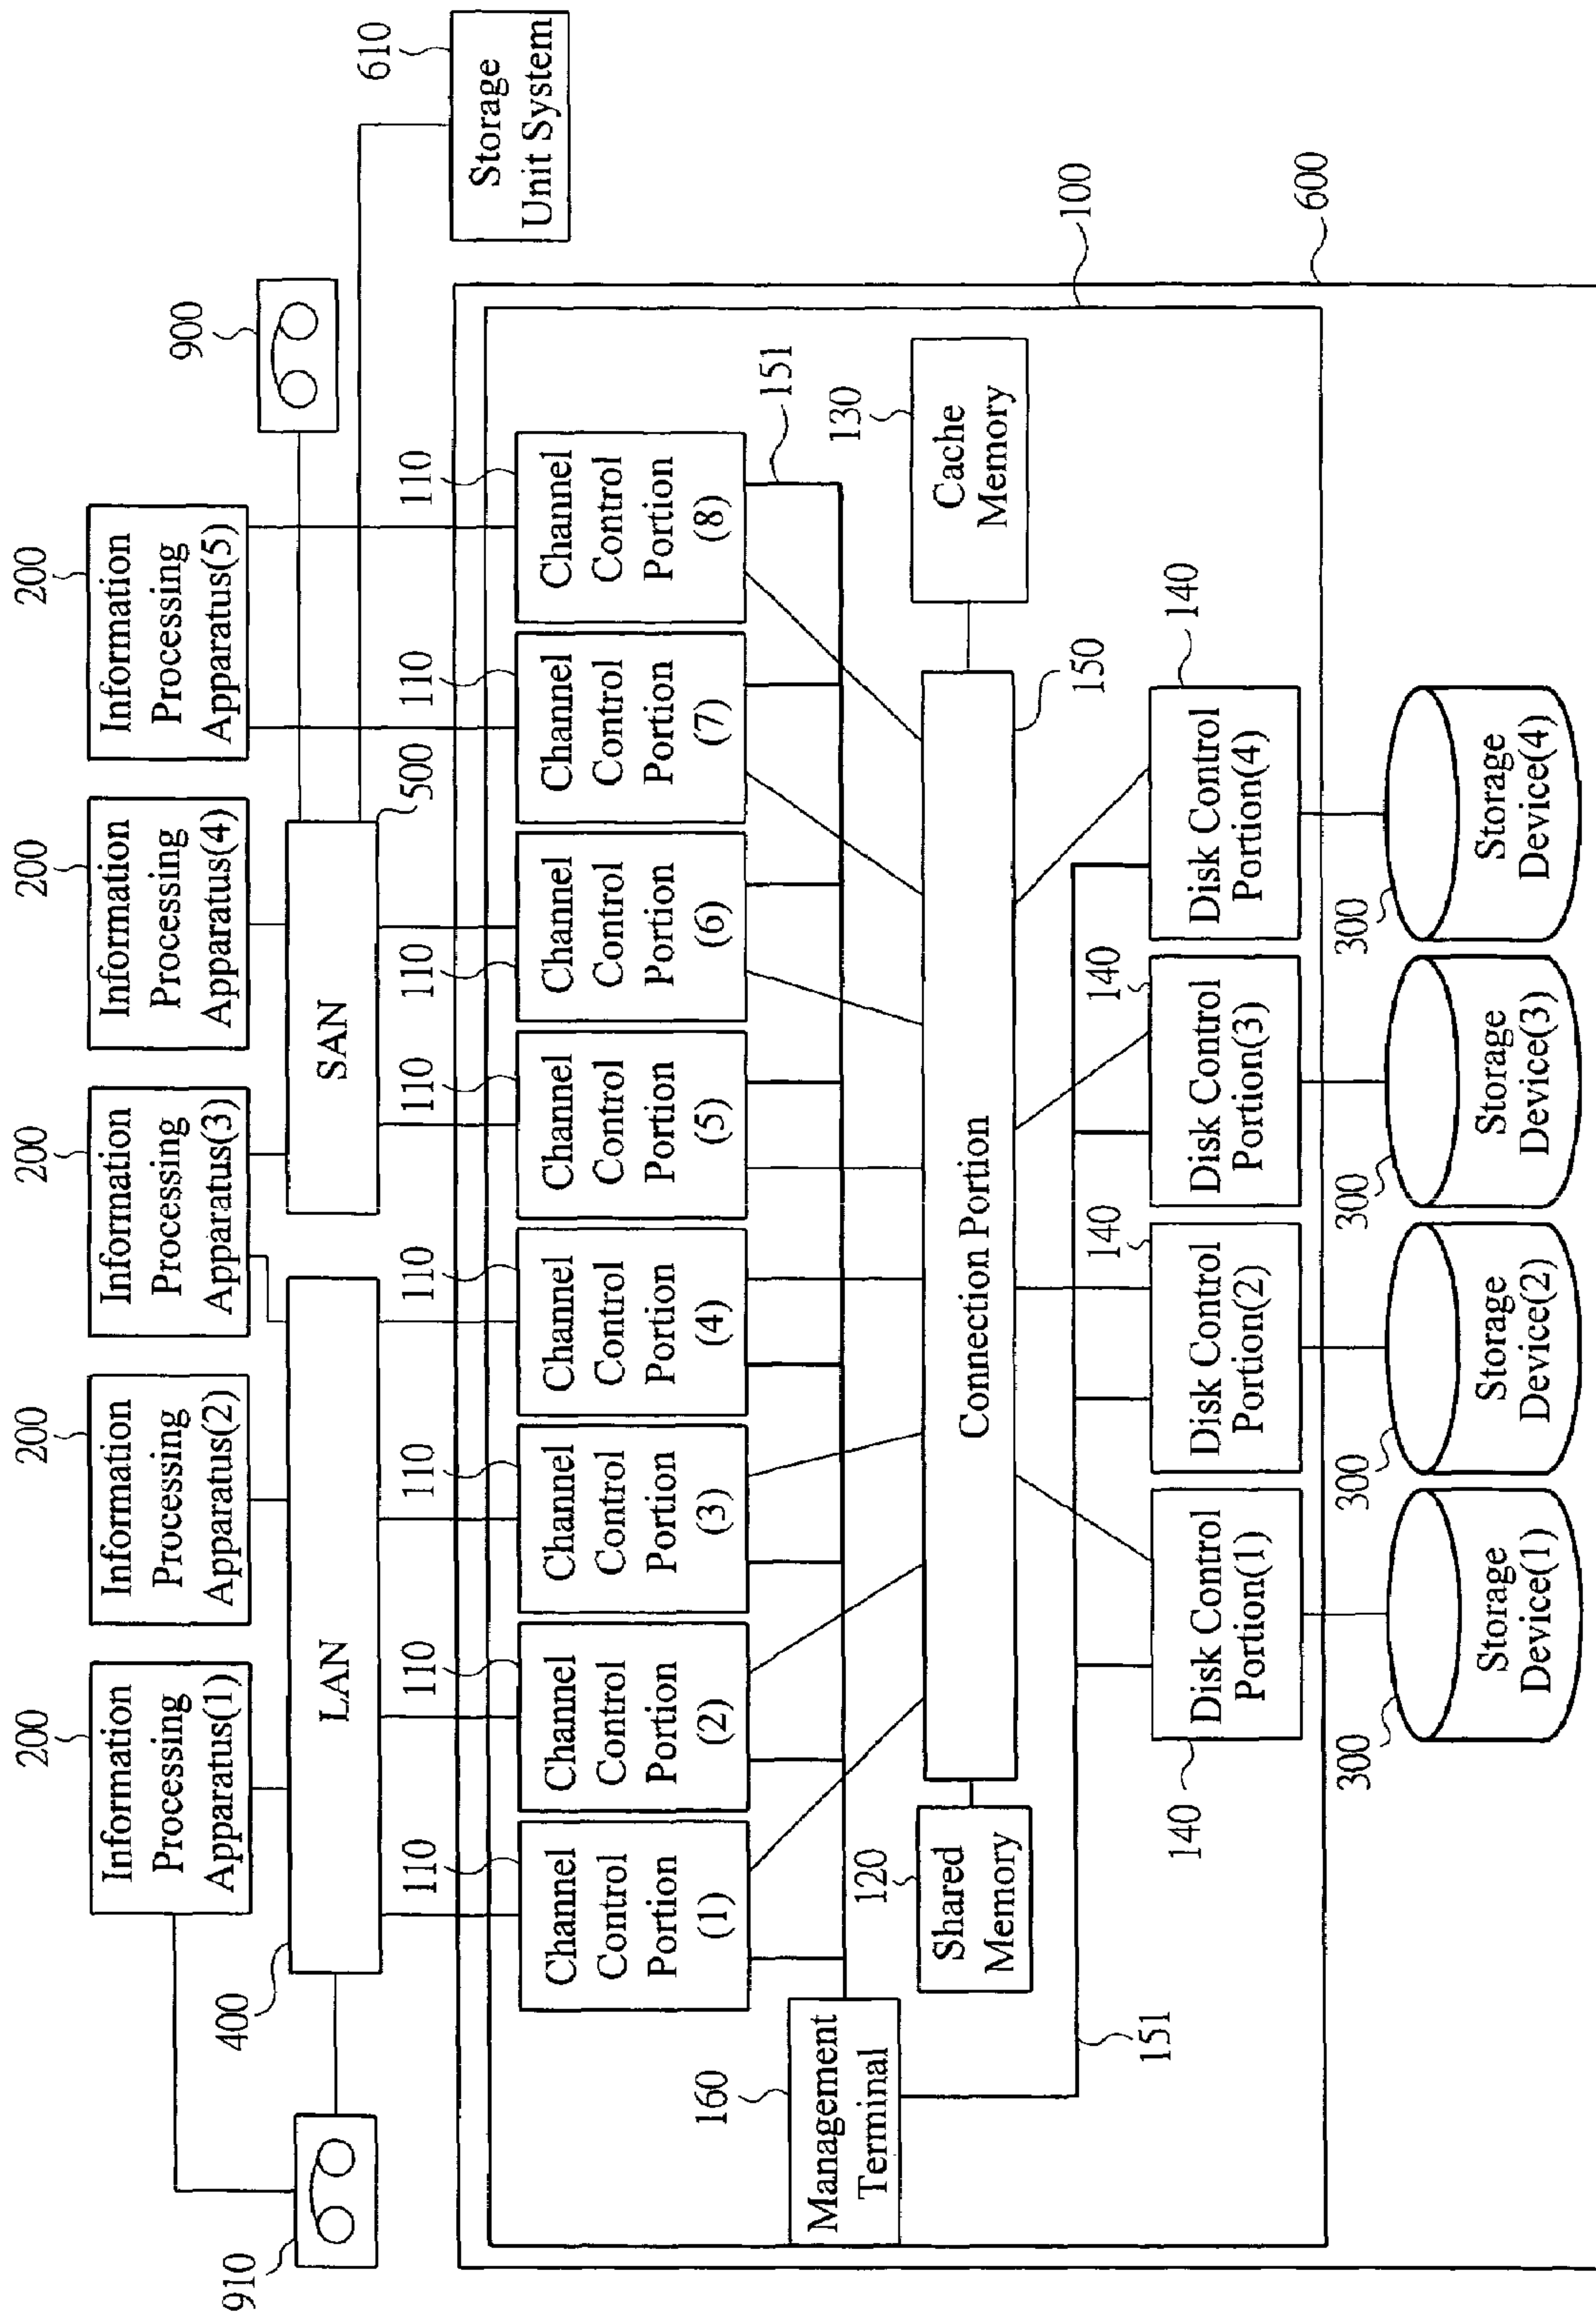 200
200
200
200
200
Information
Processing
Apparatus(1)
Information
Processing
Apparatus(2)
Information
Processing
Apparatus(3)
Information
Processing
Apparatus(4)
Information
Processing
Apparatus(5)
900
610
Storage
Unit System
910
400
LAN
SAN
500
110
110
110
110
110
110
110
110
Channel
Control
Portion
(1)
Channel
Control
Portion
(2)
Channel
Control
Portion
(3)
Channel
Control
Portion
(4)
Channel
Control
Portion
(5)
Channel
Control
Portion
(6)
Channel
Control
Portion
(7)
Channel
Control
Portion
(8)
151
160
Management
Terminal
120
Shared
Memory
Connection Portion
130
Cache
Memory
150
100
151
140
Disk Control
Portion(1)
140
Disk Control
Portion(2)
140
Disk Control
Portion(3)
140
Disk Control
Portion(4)
600
300
Storage
Device(1)
300
Storage
Device(2)
300
Storage
Device(3)
300
Storage
Device(4)